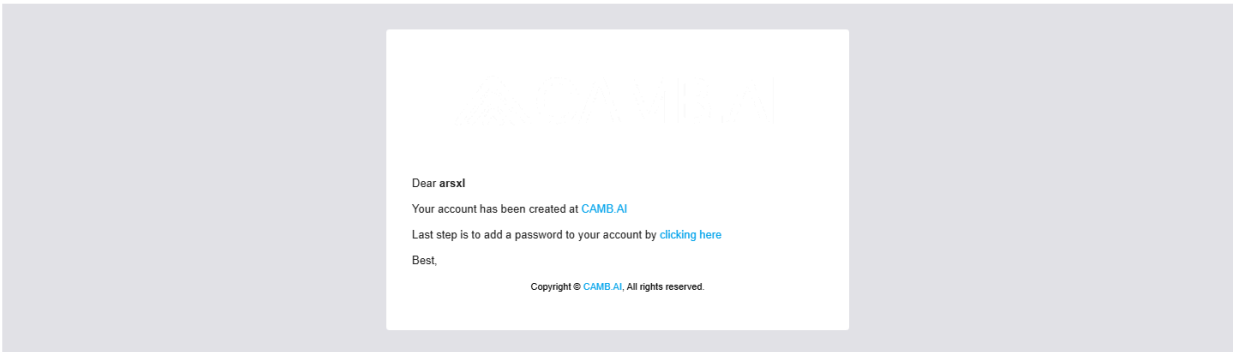 Dear arsxl
Your account has been created at CAMB.AI
Last step is to add a password to your account by clicking here
Best,
Copyright © CAMB.AI, All rights reserved.